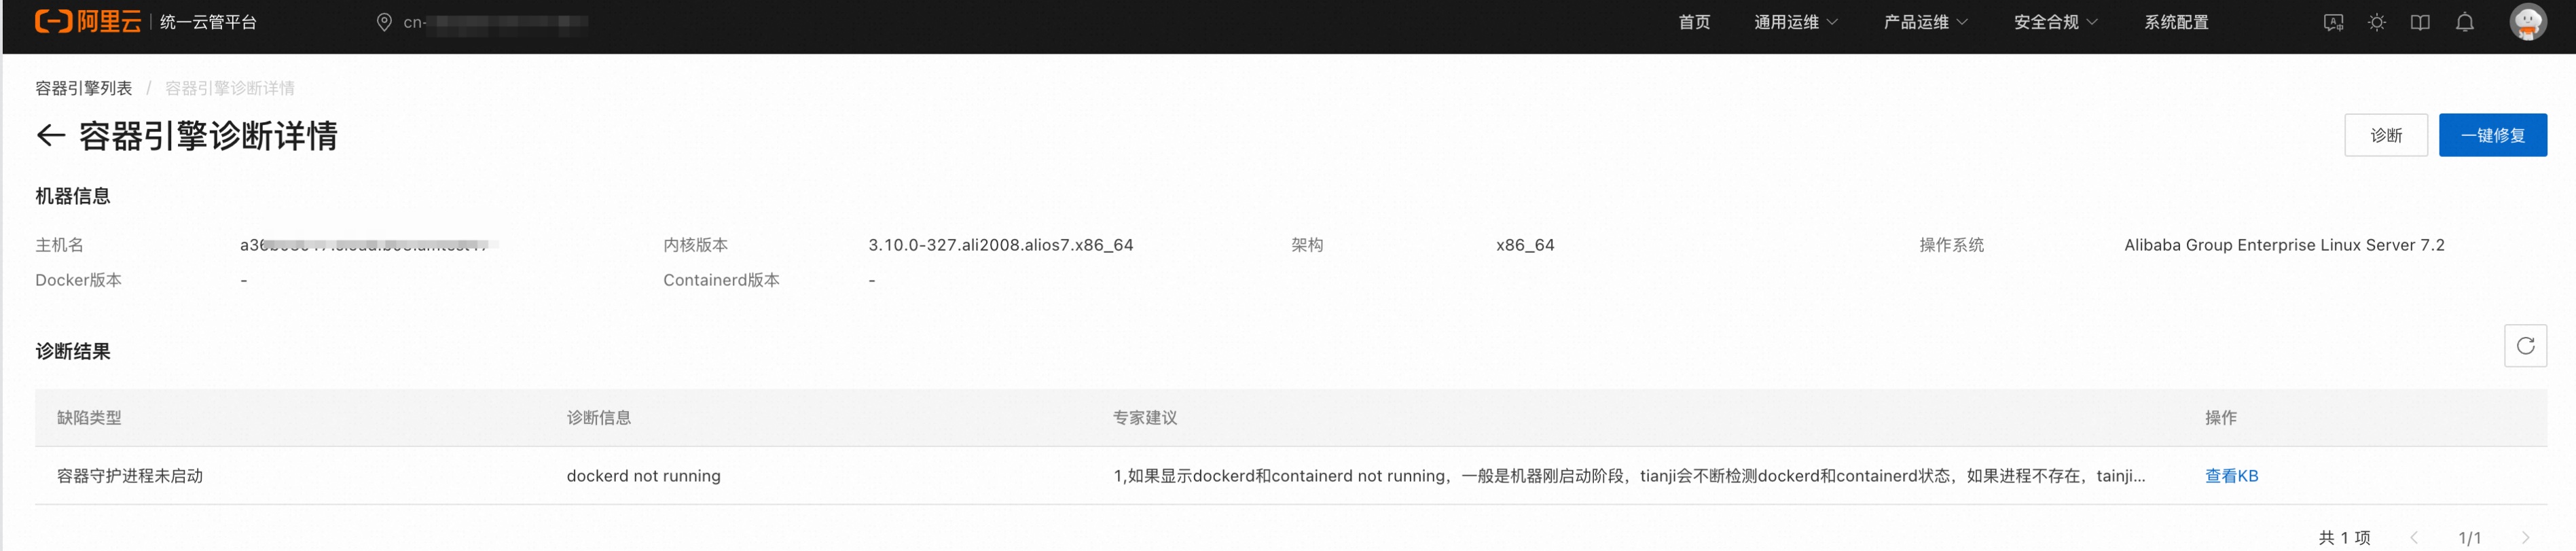 阿里云 统一云管平台 cn- 首页 通用运维 产品运维 安全合规 系统配置
容器引擎列表 / 容器引擎诊断详情
容器引擎诊断详情 诊断 一键修复
机器信息
主机名 内核版本 3.10.0-327.ali2008.alios7.x86_64 架构 x86_64 操作系统 Alibaba Group Enterprise Linux Server 7.2
Docker版本 - Containerd版本 -
诊断结果
缺陷类型 诊断信息 专家建议 操作
容器守护进程未启动 dockerd not running 1,如果显示dockerd和containerd not running，一般是机器刚启动阶段，tianji会不断检测dockerd和containerd状态，如果进程不存在，tainji... 查看KB
共 1 项 1/1